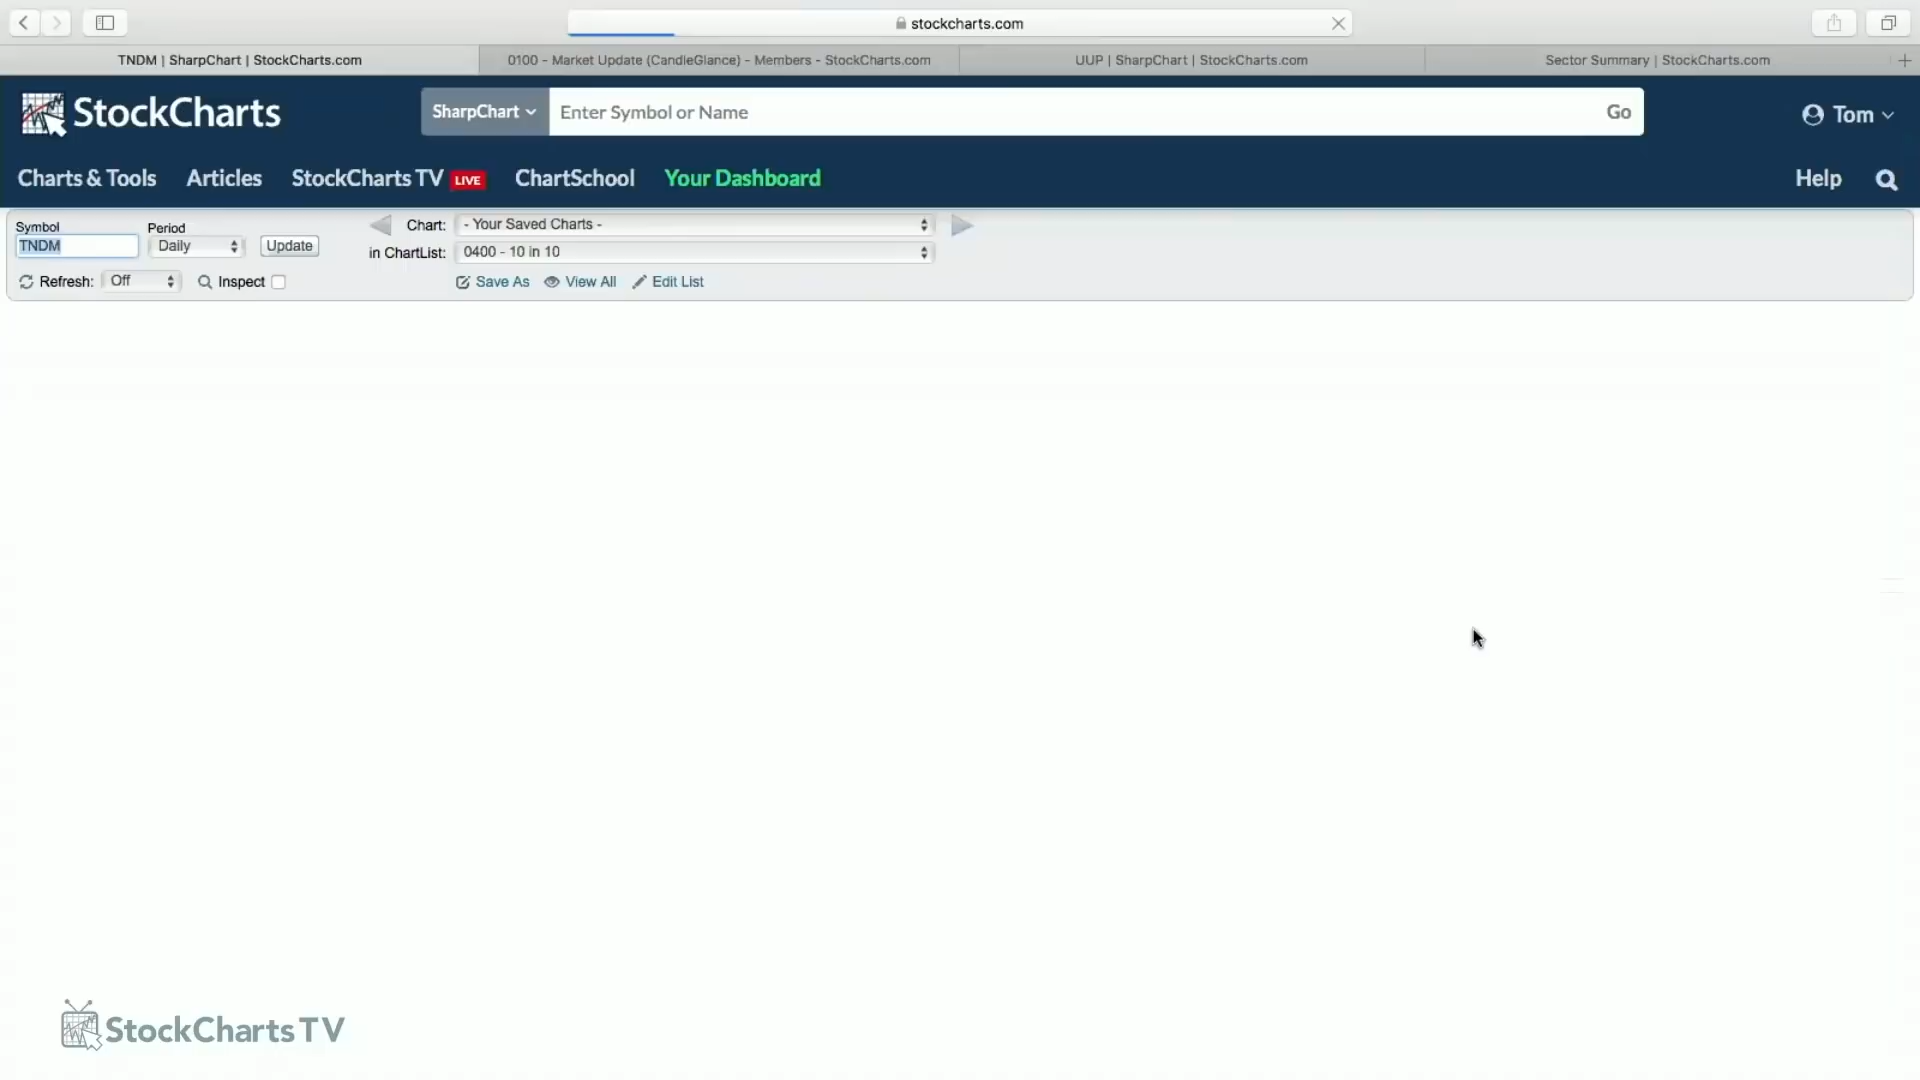 stockcharts.com
TNDM | SharpChart | StockCharts.com
0100 - Market Update (CandleGlance) - Members - StockCharts.com
UUP | SharpChart | StockCharts.com
Sector Summary | StockCharts.com
StockCharts
SharpChart
Enter Symbol or Name
Go
Tom
Charts & Tools
Articles
StockCharts TV LIVE
ChartSchool
Your Dashboard
Help
Symbol
Period
TNDM
Daily
Update
Chart:
- Your Saved Charts -
in ChartList:
0400 - 10 in 10
Refresh:
Off
Inspect
Save As
View All
Edit List
StockCharts TV